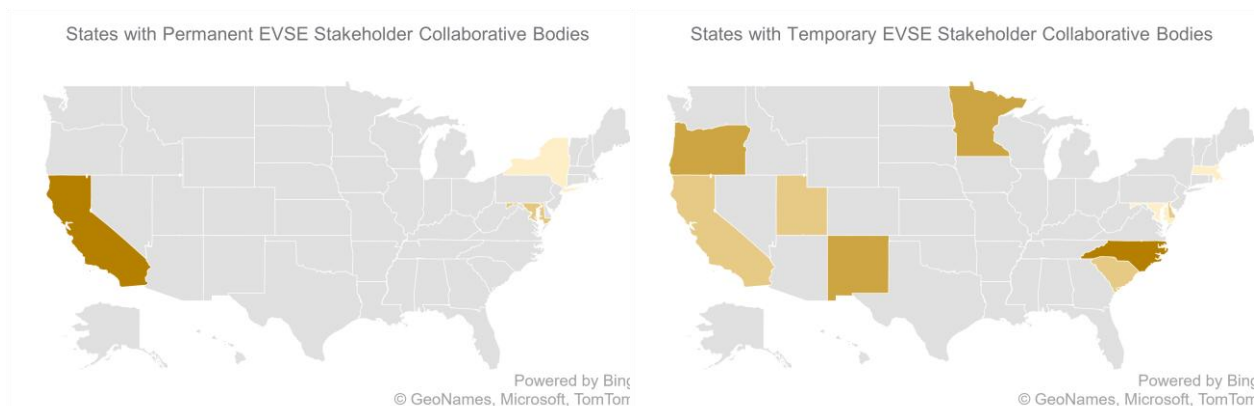 States with Permanent EVSE Stakeholder Collaborative Bodies
Powered by Bing
© GeoNames, Microsoft, TomTom
States with Temporary EVSE Stakeholder Collaborative Bodies
Powered by Bing
© GeoNames, Microsoft, TomTom